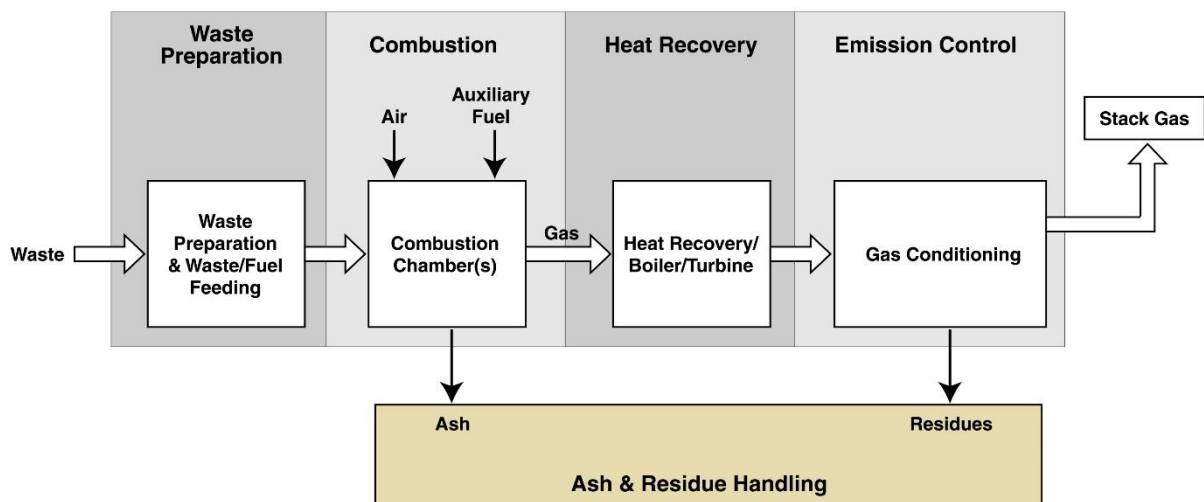 Waste
Preparation
Combustion
Heat Recovery
Emission Control
Air
Auxiliary
Fuel
Stack Gas
Waste
Waste
Preparation
& Waste/Fuel
Feeding
Combustion
Chamber(s)
Gas
Heat Recovery/
Boiler/Turbine
Gas Conditioning
Ash
Residues
Ash & Residue Handling